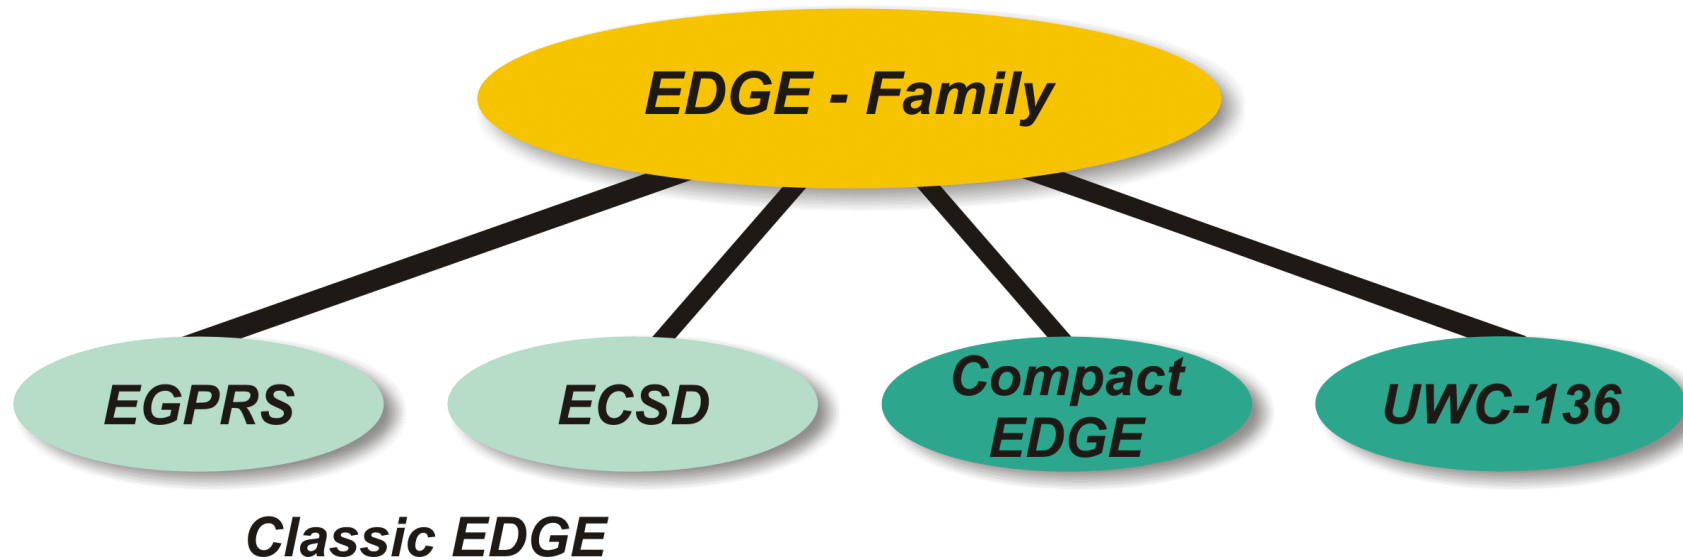 EDGE - Family
EGPRS
ECSD
Compact
EDGE
UWC-136
Classic EDGE